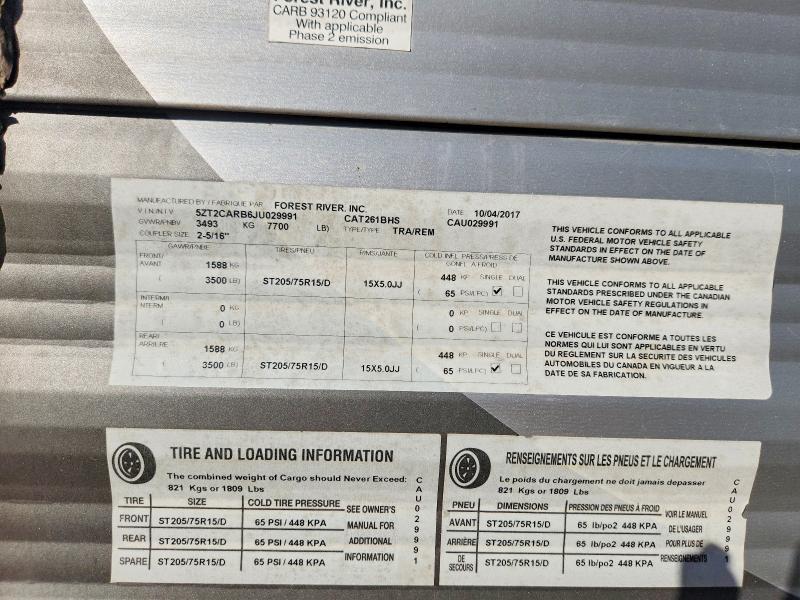 Forest River, Inc.
CARB 93120 Compliant
With applicable
Phase 2 emission
MANUFACTURED BY / FABRIQUE PAR FOREST RIVER, INC. DATE 10/04/2017
V.I.N./N.I.V 5ZT2CARB6JU029991 CAT261BHS CAU029991
GVWR/PNBV 3493 KG 7700 LB) TYPE/TYPE TRA/REM
COUPLER SIZE 2-5/16"
GAWR/PNBE TIRES/PNEU RIMS/JANTE COLD INFL PRESS/PRESS DE GONFL A FROID
FRONT/ AVANT 1588 KG 448 KP SINGLE DUAL
( 3500 LB) ST205/75R15/D 15X5.0JJ ( 65 PSI/LPC)
INTERM/ INTERM 0 KG 0 KP SINGLE DUAL
( 0 LB) ( 0 PSI/LPC)
REAR/ ARRIERE 1588 KG 448 KP SINGLE DUAL
( 3500 LB) ST205/75R15/D 15X5.0JJ ( 65 PSI/LPC)
THIS VEHICLE CONFORMS TO ALL APPLICABLE
U.S. FEDERAL MOTOR VEHICLE SAFETY
STANDARDS IN EFFECT ON THE DATE OF
MANUFACTURE SHOWN ABOVE.
THIS VEHICLE CONFORMS TO ALL APPLICABLE
STANDARDS PRESCRIBED UNDER THE CANADIAN
MOTOR VEHICLE SAFETY REGULATIONS IN
EFFECT ON THE DATE OF MANUFACTURE.
CE VEHICULE EST CONFORME A TOUTES LES
NORMES QUI LUI SONT APPLICABLES EN VERTU
DU REGLEMENT SUR LA SECURITE DES VEHICULES
AUTOMOBILES DU CANADA EN VIGUEUR A LA
DATE DE SA FABRICATION.
TIRE AND LOADING INFORMATION
The combined weight of Cargo should Never Exceed:
821 Kgs or 1809 Lbs
TIRE SIZE COLD TIRE PRESSURE SEE OWNER'S
FRONT ST205/75R15/D 65 PSI / 448 KPA MANUAL FOR
REAR ST205/75R15/D 65 PSI / 448 KPA ADDITIONAL
SPARE ST205/75R15/D 65 PSI / 448 KPA INFORMATION
CAU029991
RENSEIGNEMENTS SUR LES PNEUS ET LE CHARGEMENT
Le poids du chargement ne doit jamais depasser
821 Kgs or 1809 Lbs
PNEU DIMENSIONS PRESSION DES PNEUS À FROID VOIR LE MANUEL
AVANT ST205/75R15/D 65 lb/po2 448 KPA DE L'USAGER
ARRIÈRE ST205/75R15/D 65 lb/po2 448 KPA POUR PLUS DE
DE SECOURS ST205/75R15/D 65 lb/po2 448 KPA RENSEIGNEMENTS
CAU029991